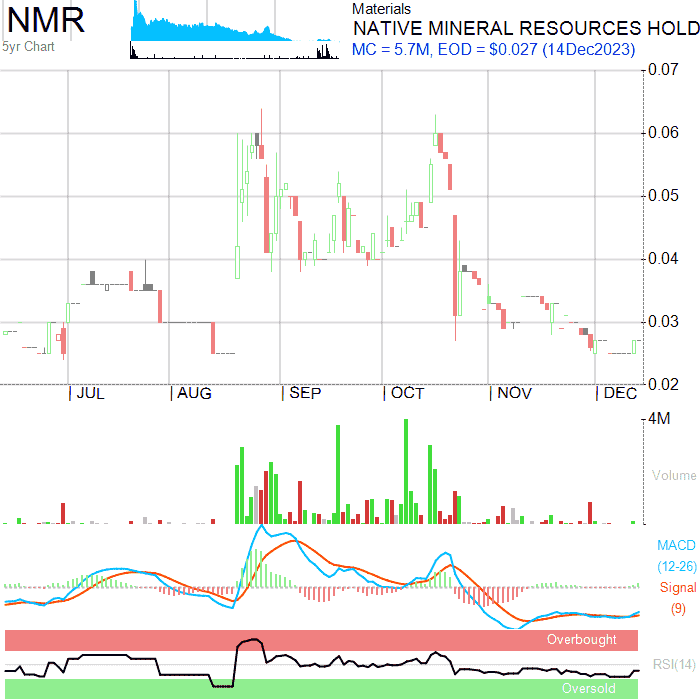 NMR
5yr Chart
Materials
NATIVE MINERAL RESOURCES HOLD
MC = 5.7M, EOD = $0.027 (14Dec2023)
0.07
0.06
0.05
0.04
0.03
0.02
JUL AUG SEP OCT NOV DEC
4M
Volume
MACD
(12-26)
Signal
(9)
Overbought
RSI(14)
Oversold